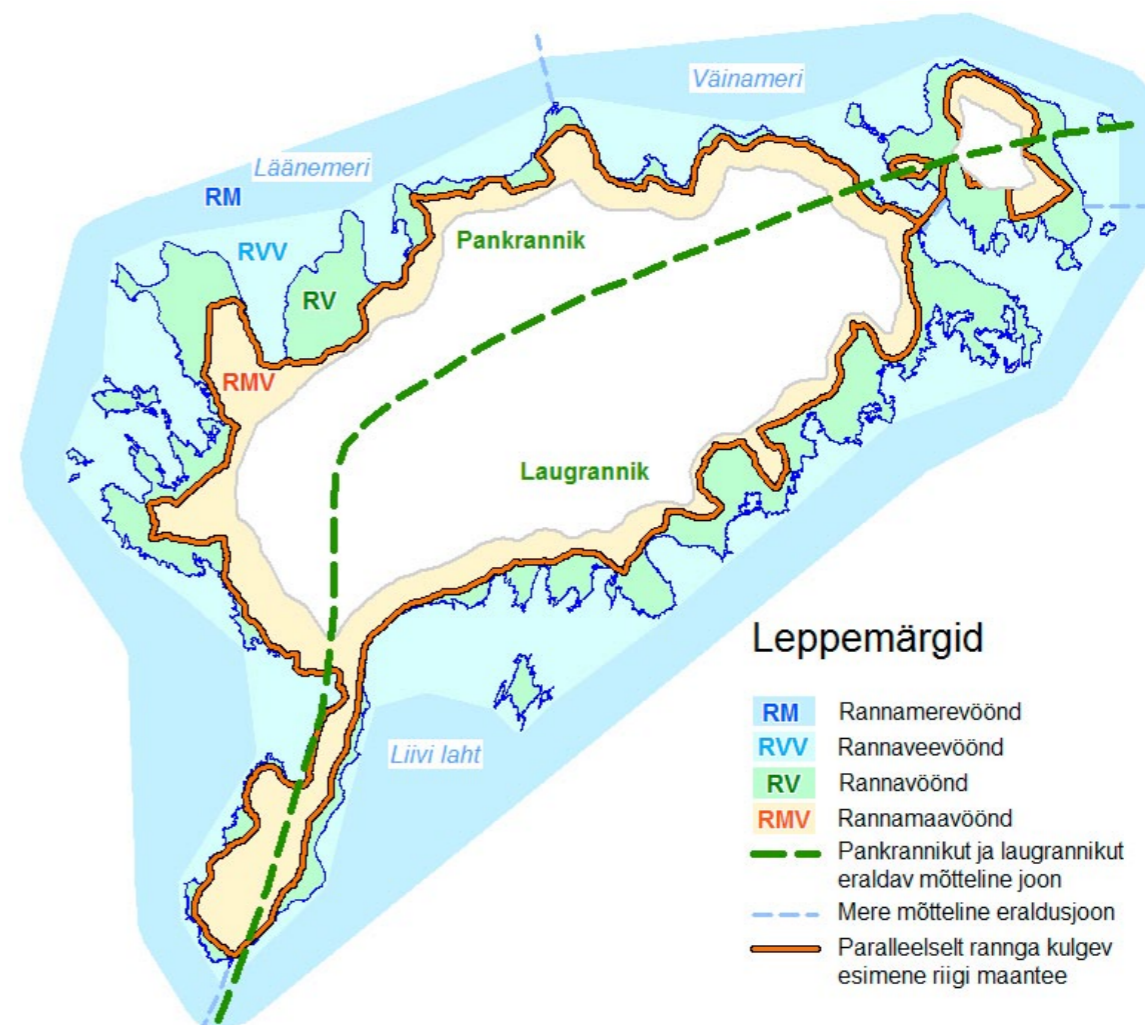 Väinameri
Läänemeri
RM
RVV
Pankrannik
RV
RMV
Laugrannik
Liivi laht
Leppemärgid
RM Rannamerevöönd
RVV Rannaveevöönd
RV Rannavöönd
RMV Rannamaavöönd
Pankrannikut ja laugrannikut
eraldav mõtteline joon
Mere mõtteline eraldusjoon
Paralleelselt rannga kulgev
esimene riigi maantee